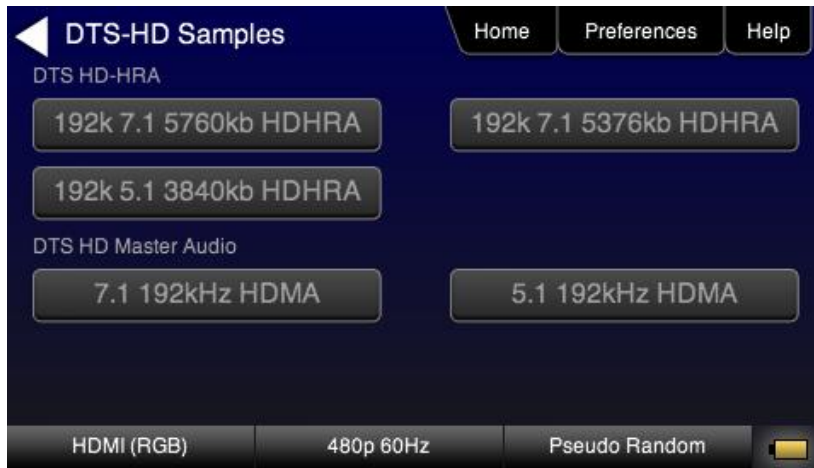 DTS-HD Samples
Home
Preferences
Help
DTS HD-HRA
192k 7.1 5760kb HDHRA
192k 7.1 5376kb HDHRA
192k 5.1 3840kb HDHRA
DTS HD Master Audio
7.1 192kHz HDMA
5.1 192kHz HDMA
HDMI (RGB)
480p 60Hz
Pseudo Random